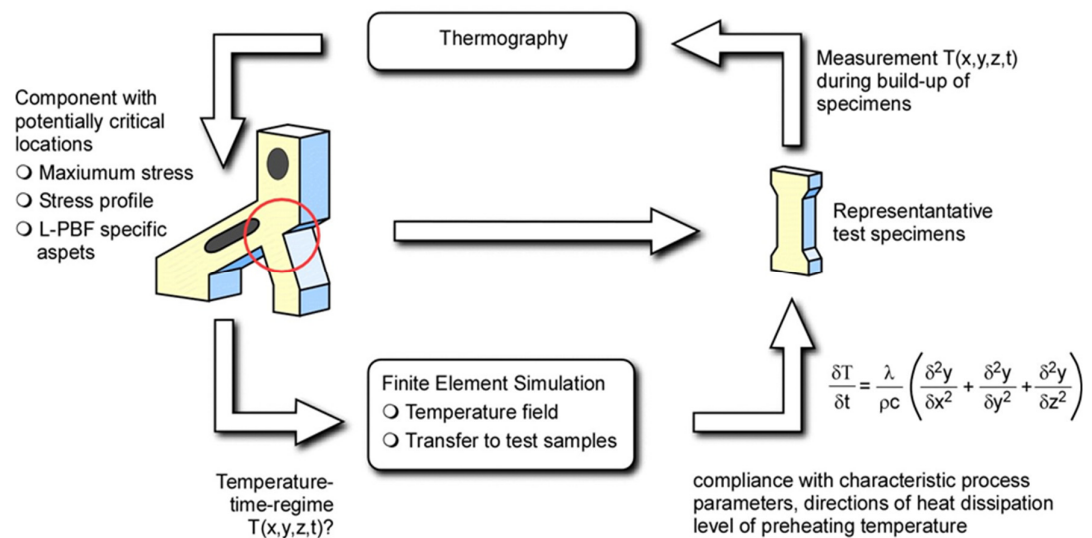 Thermography
Measurement T(x,y,z,t)
during build-up of
specimens
Component with
potentially critical
locations
❍ Maxiumum stress
❍ Stress profile
❍ L-PBF specific
aspets
Representantative
test specimens
Finite Element Simulation
❍ Temperature field
❍ Transfer to test samples
δT/δt = λ/ρc (δ²y/δx² + δ²y/δy² + δ²y/δz²)
Temperature-
time-regime
T(x,y,z,t)?
compliance with characteristic process
parameters, directions of heat dissipation
level of preheating temperature